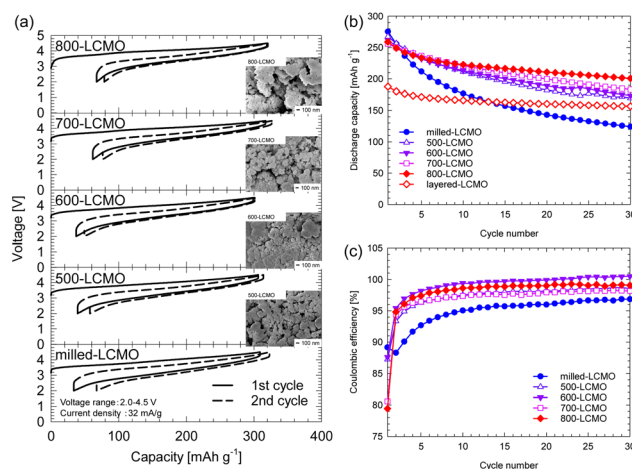 (a)
5
4
3
2
1
0
800-LCMO
800-LCMO
100 nm
4
3
2
1
0
700-LCMO
700-LCMO
100 nm
4
3
2
1
0
600-LCMO
600-LCMO
100 nm
4
3
2
1
0
500-LCMO
500-LCMO
100 nm
4
3
2
1
0
milled-LCMO
1st cycle
2nd cycle
Voltage range : 2.0-4.5 V
Current density : 32 mA/g
0 100 200 300 400
Voltage [V]
Capacity [mAh g-1]
(b)
300
250
200
150
100
50
0
milled-LCMO
500-LCMO
600-LCMO
700-LCMO
800-LCMO
layered-LCMO
5 10 15 20 25 30
Discharge capacity [mAh g-1]
Cycle number
(c)
105
100
95
90
85
80
75
milled-LCMO
500-LCMO
600-LCMO
700-LCMO
800-LCMO
5 10 15 20 25 30
Coulombic efficiency [%]
Cycle number